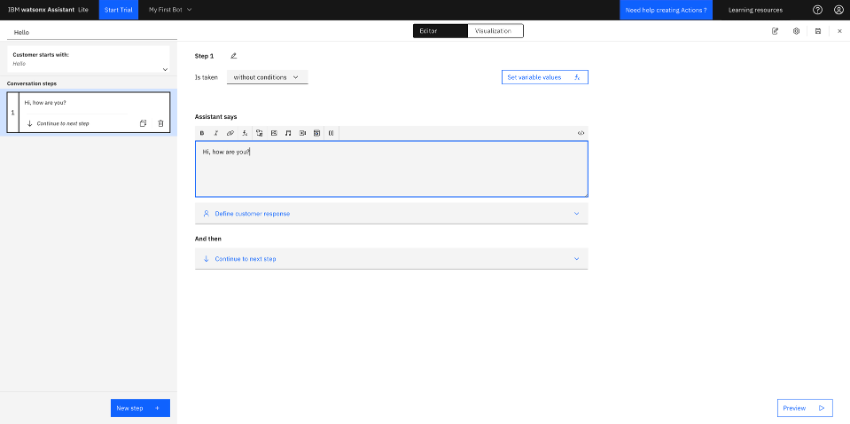 IBM watsonx Assistant Lite
Start Trial
My First Bot
Need help creating Actions ?
Learning resources
Hello
Editor
Visualization
Customer starts with:
Hello
Conversation steps
1
Hi, how are you?
Continue to next step
Step 1
Is taken
without conditions
Set variable values
Assistant says
B I
Hi, how are you?
Define customer response
And then
Continue to next step
New step +
Preview